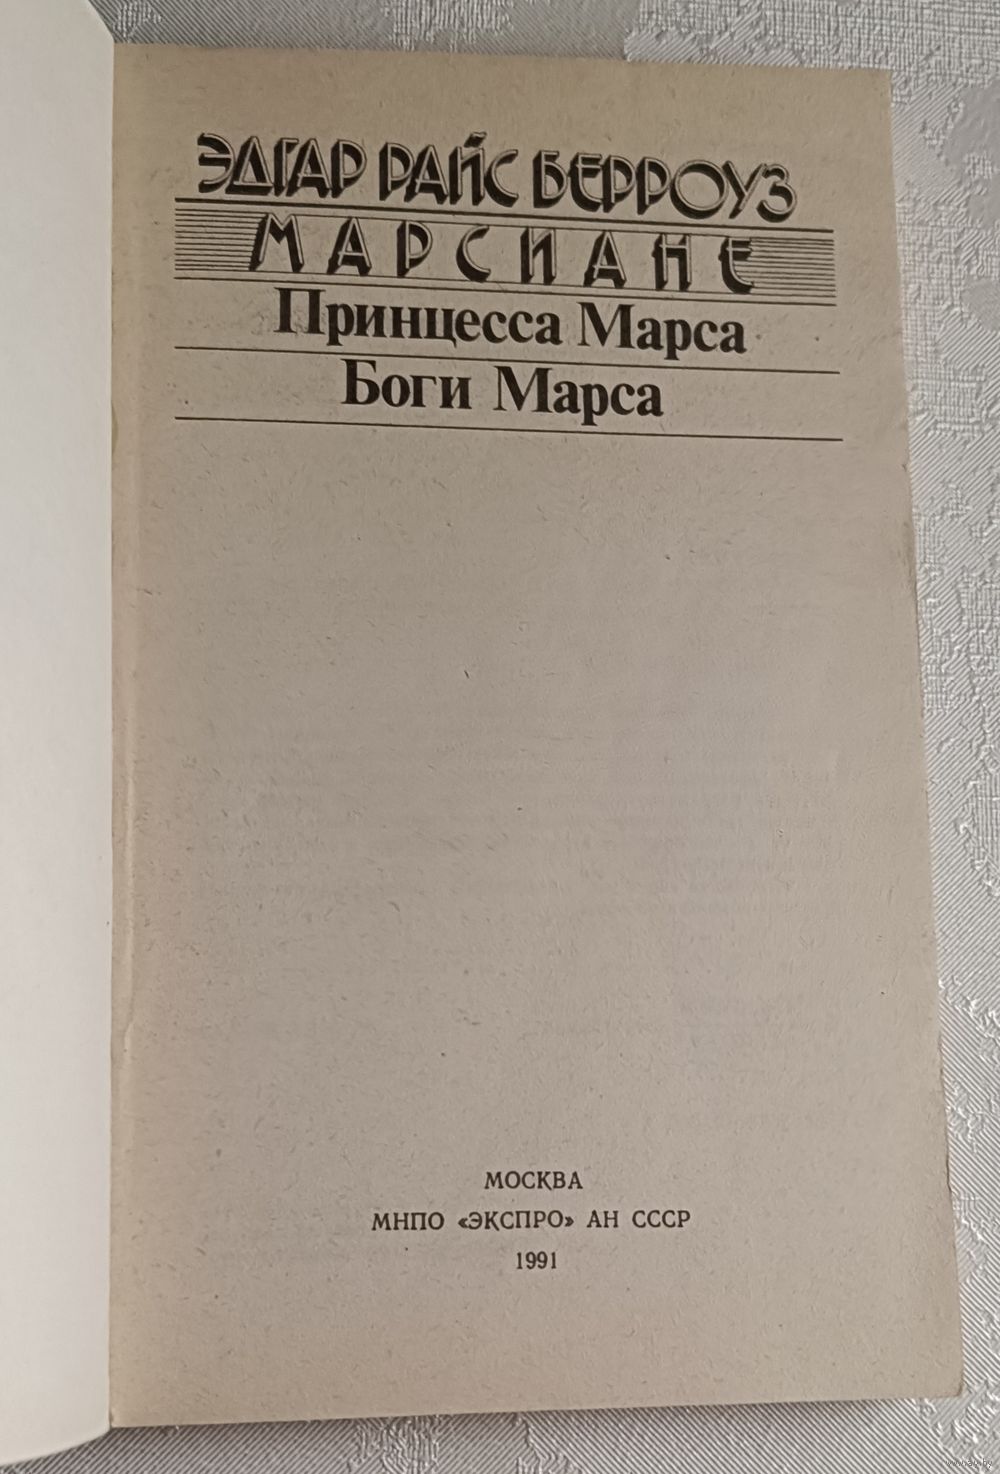 ЭДГАР РАЙС БЕРРОУЗ
МАРСИАНЕ
Принцесса Марса
Боги Марса
МОСКВА
МНПО «ЭКСПРО» АН СССР
1991